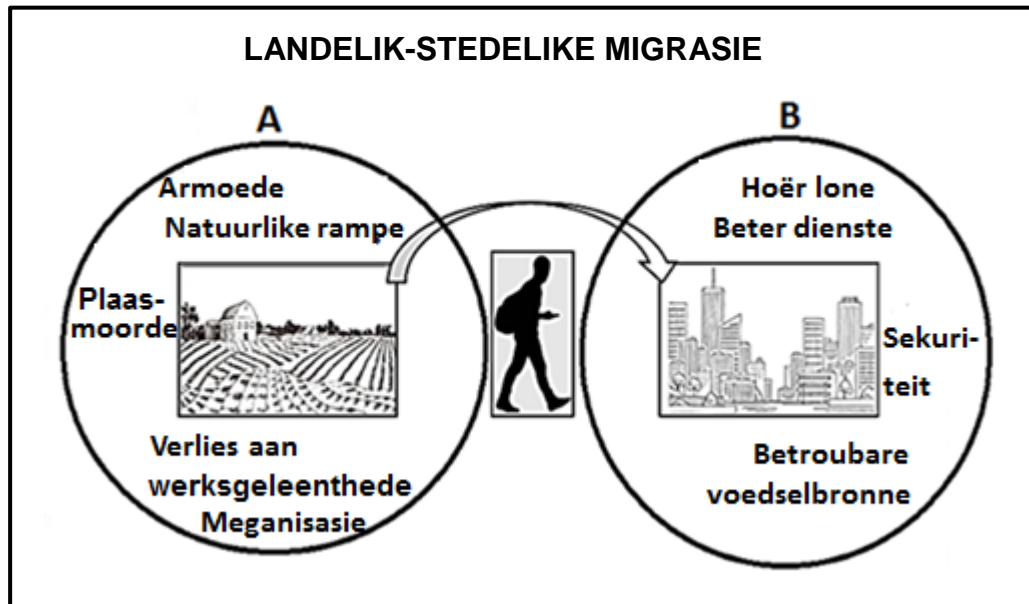 LANDELIK-STEDELIKE MIGRASIE
A
Armoede
Natuurlike rampe
Plaas-
moorde
Verlies aan
werksgeleenthede
Meganisasie
B
Hoër lone
Beter dienste
Sekuri-
teit
Betroubare
voedselbronne